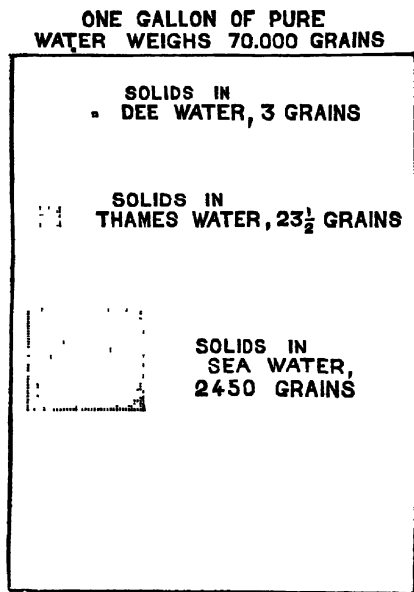 ONE GALLON OF PURE
WATER WEIGHS 70.000 GRAINS
SOLIDS IN
DEE WATER, 3 GRAINS
SOLIDS IN
THAMES WATER, 23½ GRAINS
SOLIDS IN
SEA WATER,
2450 GRAINS